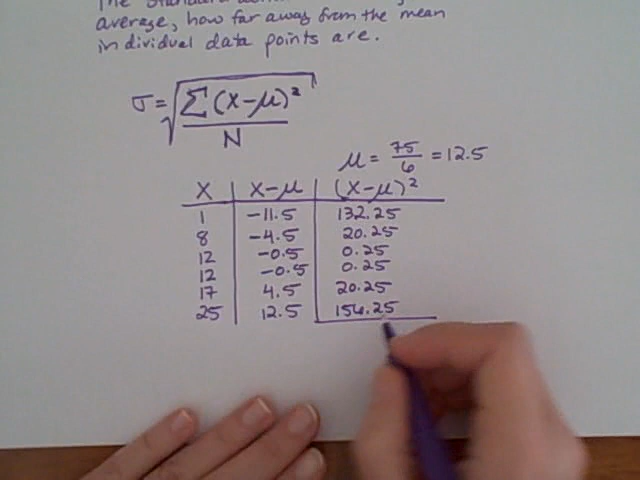 The Standard
average, how far away from the mean
individual data points are.
σ = √(Σ(X-μ)² / N)
μ = 75/6 = 12.5
X | X-μ | (X-μ)²
1 | -11.5 | 132.25
8 | -4.5 | 20.25
12 | -0.5 | 0.25
12 | -0.5 | 0.25
17 | 4.5 | 20.25
25 | 12.5 | 156.25